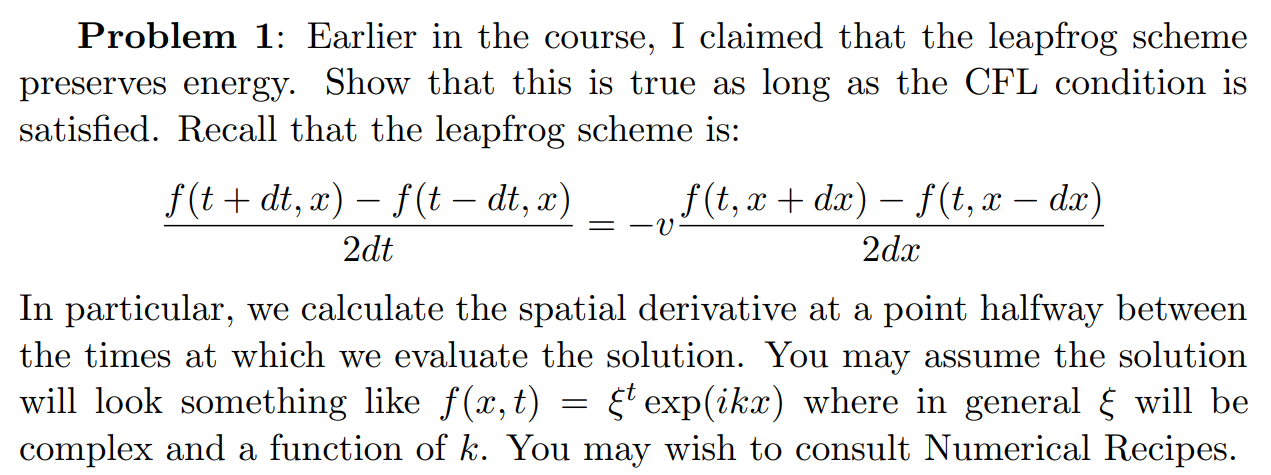 Problem 1: Earlier in the course, I claimed that the leapfrog scheme
preserves energy. Show that this is true as long as the CFL condition is
satisfied. Recall that the leapfrog scheme is:
f(t + dt, x) − f(t − dt, x) / 2dt = −v f(t, x + dx) − f(t, x − dx) / 2dx
In particular, we calculate the spatial derivative at a point halfway between
the times at which we evaluate the solution. You may assume the solution
will look something like f(x, t) = ξ^t exp(ikx) where in general ξ will be
complex and a function of k. You may wish to consult Numerical Recipes.